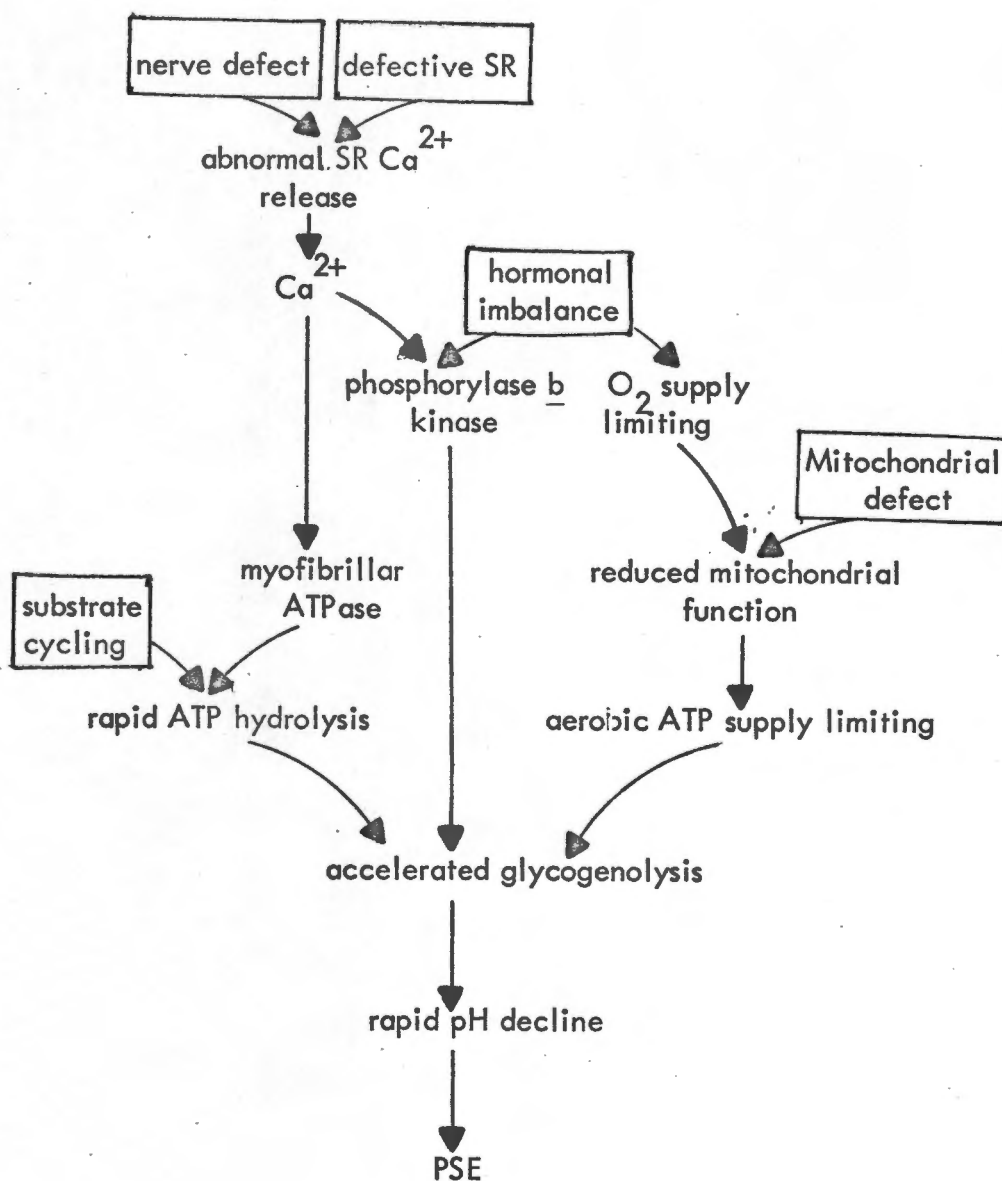 nerve defect
defective SR
abnormal. SR Ca2+
release
Ca2+
hormonal
imbalance
phosphorylase b
kinase
O2 supply
limiting
Mitochondrial
defect
myofibrillar
ATPase
reduced mitochondrial
function
substrate
cycling
rapid ATP hydrolysis
aerobic ATP supply limiting
accelerated glycogenolysis
rapid pH decline
PSE